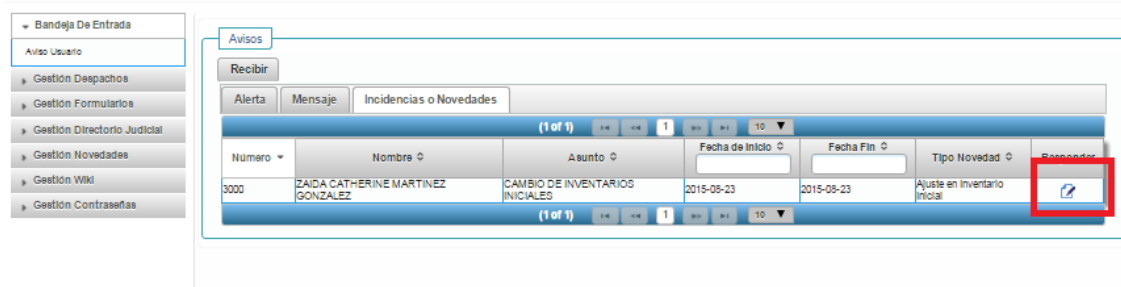 Bandeja De Entrada
Aviso Usuario
Gestión Despachos
Gestión Formularios
Gestión Directorio Judicial
Gestión Novedades
Gestión Wiki
Gestión Contraseñas
Avisos
Recibir
Alerta Mensaje Incidencias o Novedades
(1 of 1) 1 10
Número Nombre Asunto Fecha de Inicio Fecha Fin Tipo Novedad Responder
3000 ZAIDA CATHERINE MARTINEZ GONZALEZ CAMBIO DE INVENTARIOS INICIALES 2015-08-23 2015-08-23 Ajuste en Inventario Inicial
(1 of 1) 1 10